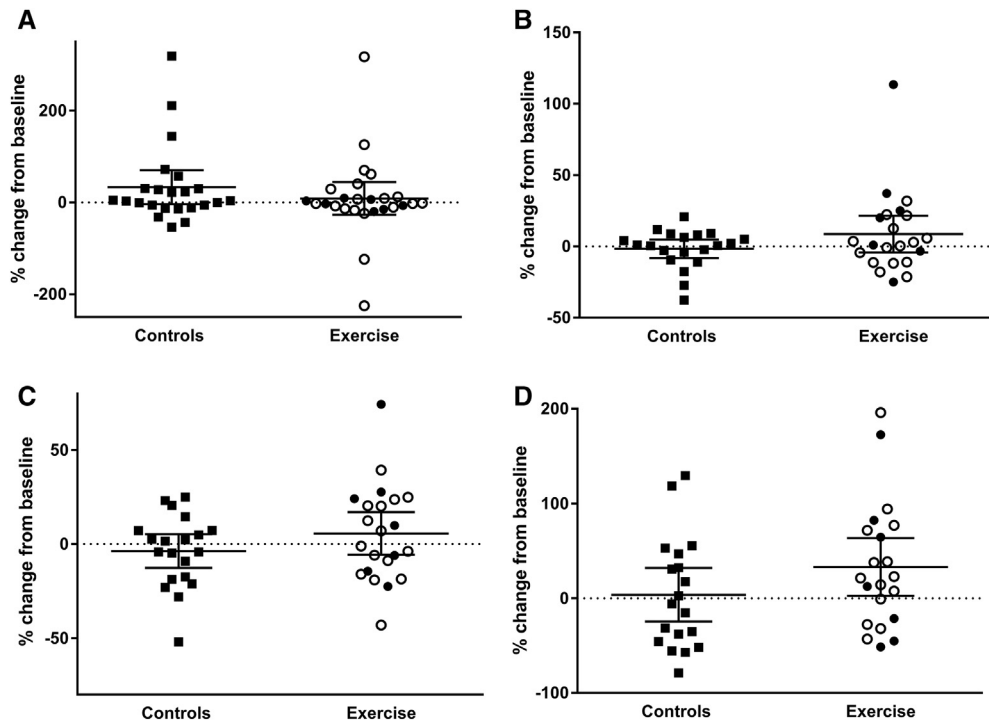 A
% change from baseline
200
0
-200
Controls Exercise
B
% change from baseline
150
100
50
0
-50
Controls Exercise
C
% change from baseline
50
0
-50
Controls Exercise
D
% change from baseline
200
100
0
-100
Controls Exercise